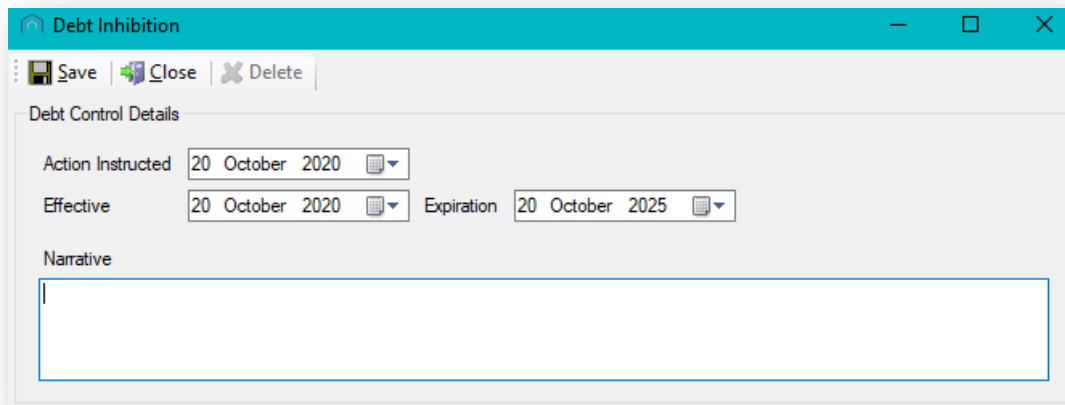 Debt Inhibition
Save Close Delete
Debt Control Details
Action Instructed 20 October 2020
Effective 20 October 2020 Expiration 20 October 2025
Narrative